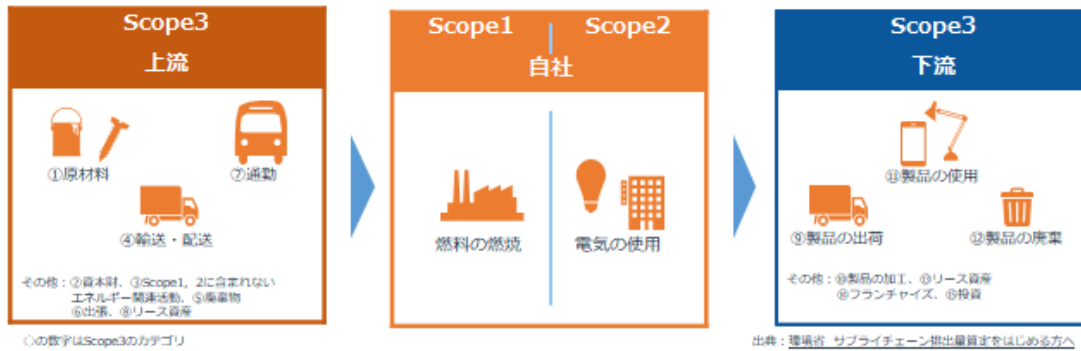 Scope3
上流
①原材料
⑦通勤
④輸送・配送
その他：②資本財、③Scope1，2に含まれない
エネルギー関連活動、⑤廃棄物
⑥出張、⑧リース資産
○の数字はScope3のカテゴリ
Scope1
Scope2
自社
燃料の燃焼
電気の使用
Scope3
下流
⑪製品の使用
⑨製品の出荷
⑫製品の廃棄
その他：⑩製品の加工、⑬リース資産
⑭フランチャイズ、⑮投資
出典：環境省 サプライチェーン排出量算定をはじめる方へ